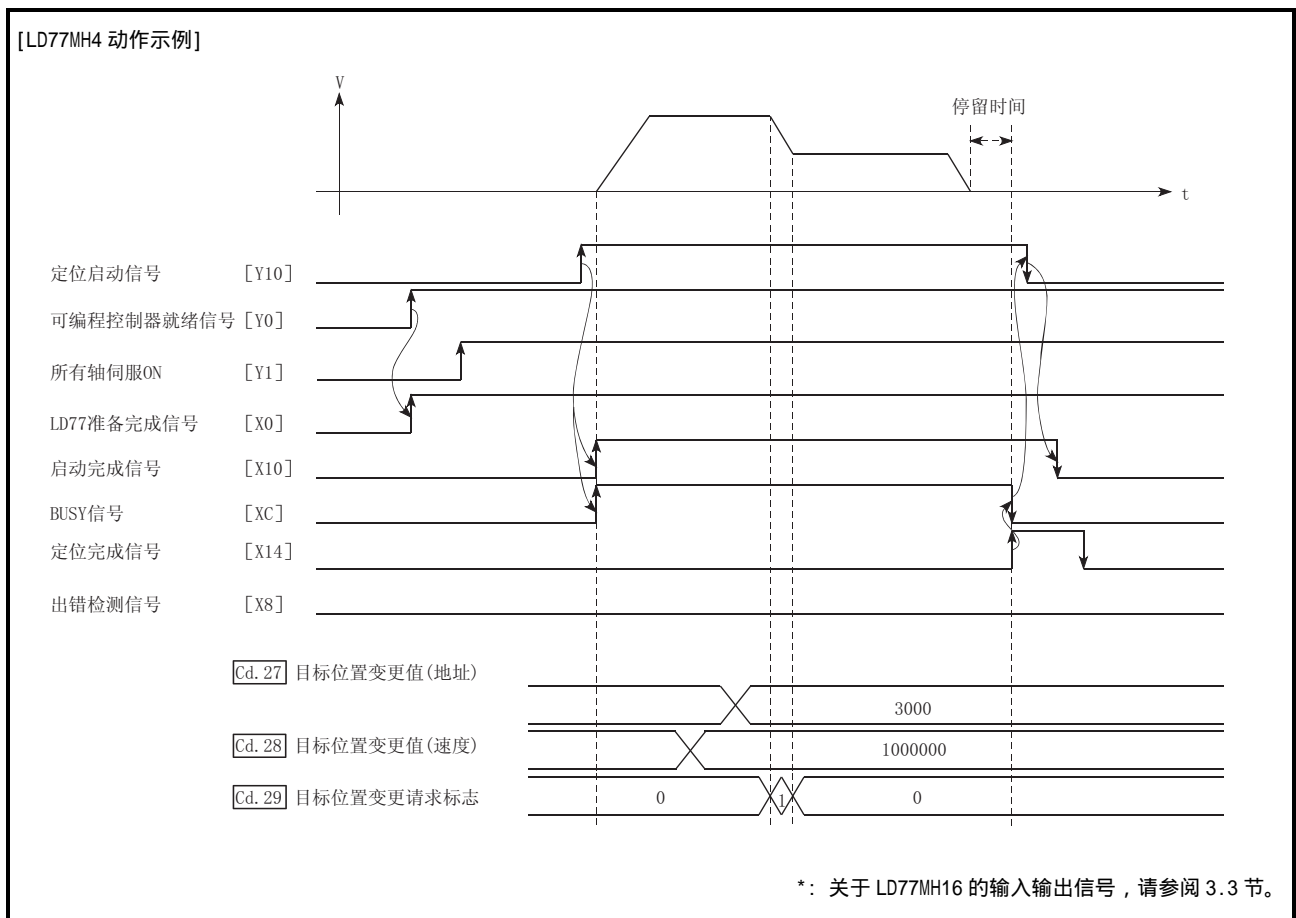 [LD77MH4 动作示例]
V
停留时间
t
定位启动信号 [Y10]
可编程控制器就绪信号 [Y0]
所有轴伺服ON [Y1]
LD77准备完成信号 [X0]
启动完成信号 [X10]
BUSY信号 [XC]
定位完成信号 [X14]
出错检测信号 [X8]
Cd.27 目标位置变更值(地址)
3000
Cd.28 目标位置变更值(速度)
1000000
Cd.29 目标位置变更请求标志
0 1 0
*: 关于 LD77MH16 的输入输出信号，请参阅 3.3 节。